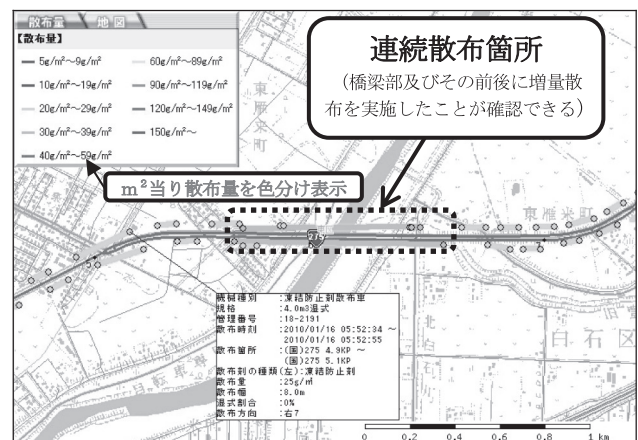 散布量 地図
【散布量】
5g/m²～9g/m²
10g/m²～19g/m²
20g/m²～29g/m²
30g/m²～39g/m²
40g/m²～59g/m²
60g/m²～89g/m²
90g/m²～119g/m²
120g/m²～149g/m²
150g/m²～
連続散布箇所
（橋梁部及びその前後に増量散
布を実施したことが確認できる）
m²当り散布量を色分け表示
東雁来町
東雁来町
275
機械種別 :凍結防止剤散布車
規格 :4.0m3湿式
管理番号 :18-2191
散布時刻 :2010/01/16 05:52:34 ～
2010/01/16 05:52:55
散布箇所 :(国)275 4.9KP ～
(国)275 5.1KP
散布剤の種類(左):凍結防止剤
散布量 :25g/㎡
散布幅 :8.0m
湿式割合 :0%
散布方向 :右7
白石区
0 0.2 0.4 0.6 0.8 1 km